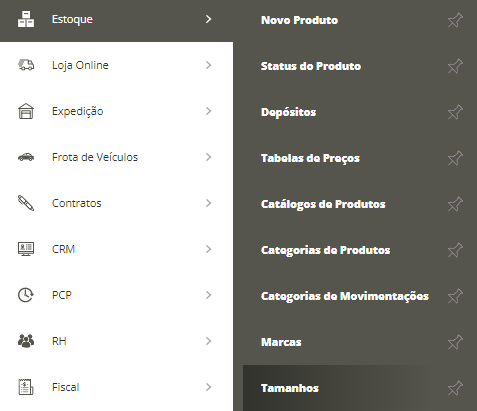 Estoque
Loja Online
Expedição
Frota de Veículos
Contratos
CRM
PCP
RH
Fiscal
Novo Produto
Status do Produto
Depósitos
Tabelas de Preços
Catálogos de Produtos
Categorias de Produtos
Categorias de Movimentações
Marcas
Tamanhos